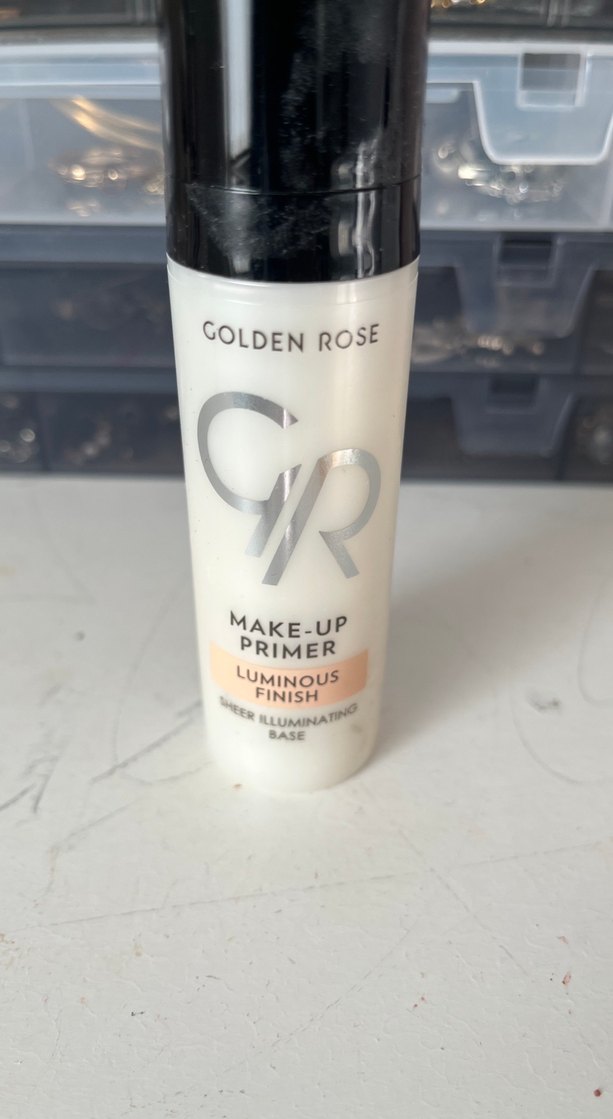 GOLDEN ROSE
GR
MAKE-UP
PRIMER
LUMINOUS
FINISH
SHEER ILLUMINATING
BASE